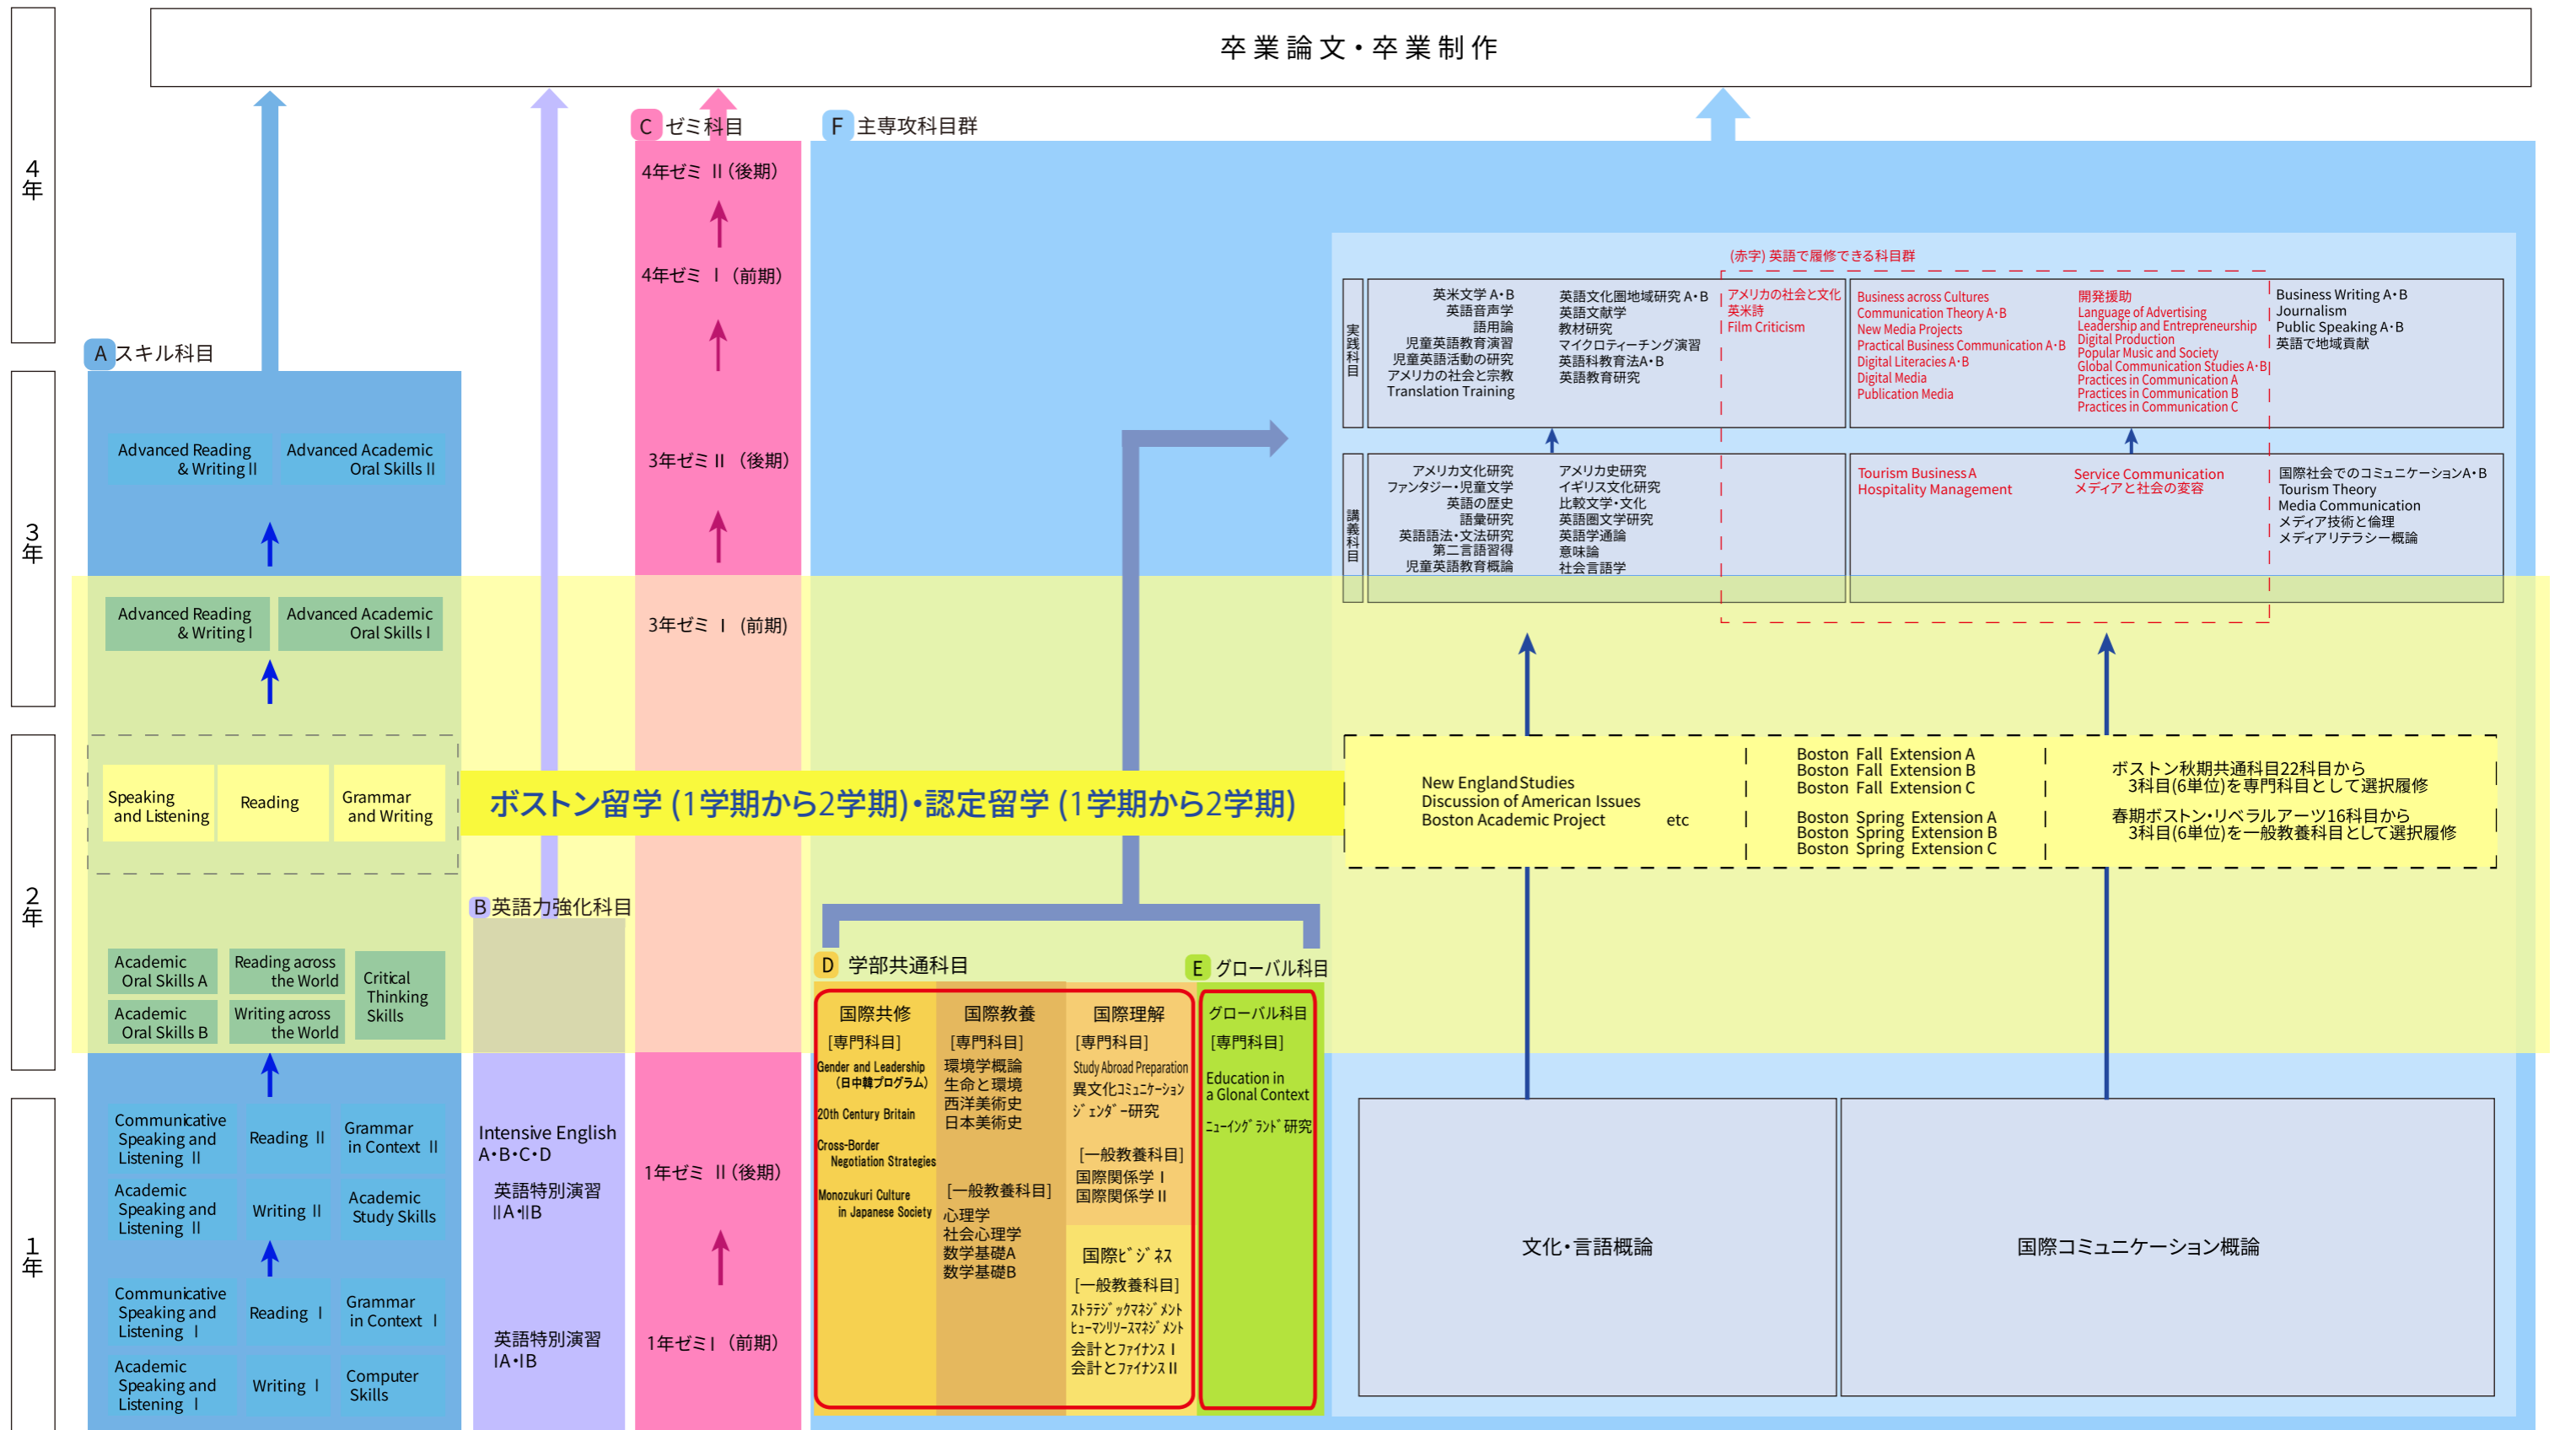 卒業論文・卒業制作
4年
3年
2年
1年
A スキル科目
Advanced Reading
& Writing II
Advanced Academic
Oral Skills II
Advanced Reading
& Writing I
Advanced Academic
Oral Skills I
Speaking
and Listening
Reading
Grammar
and Writing
Academic
Oral Skills A
Reading across
the World
Critical
Thinking
Skills
Academic
Oral Skills B
Writing across
the World
Communicative
Speaking and
Listening II
Reading II
Grammar
in Context II
Academic
Speaking and
Listening II
Writing II
Academic
Study Skills
Communicative
Speaking and
Listening I
Reading I
Grammar
in Context I
Academic
Speaking and
Listening I
Writing I
Computer
Skills
B 英語力強化科目
Intensive English
A・B・C・D
英語特別演習
IIA・IIB
英語特別演習
IA・IB
C ゼミ科目
4年ゼミ II（後期）
4年ゼミ I（前期）
3年ゼミ II（後期）
3年ゼミ I (前期)
1年ゼミ II（後期）
1年ゼミI（前期）
ボストン留学 (1学期から2学期)・認定留学 (1学期から2学期)
F 主専攻科目群
D 学部共通科目
国際共修
[専門科目]
Gender and Leadership
（日中韓プログラム）
20th Century Britain
Cross-Border
Negotiation Strategies
Monozukuri Culture
in Japanese Society
国際教養
[専門科目]
環境学概論
生命と環境
西洋美術史
日本美術史
[一般教養科目]
心理学
社会心理学
数学基礎A
数学基礎B
国際理解
[専門科目]
Study Abroad Preparation
異文化ｺﾐｭﾆｹｰｼｮﾝ
ｼﾞｪﾝﾀﾞｰ研究
[一般教養科目]
国際関係学 I
国際関係学 II
国際ﾋﾞｼﾞﾈｽ
[一般教養科目]
ｽﾄﾗﾃｼﾞｯｸﾏﾈｼﾞﾒﾝﾄ
ﾋｭｰﾏﾝﾘｿｰｽﾏﾈｼﾞﾒﾝﾄ
会計とﾌｧｲﾅﾝｽ I
会計とﾌｧｲﾅﾝｽ II
E グローバル科目
グローバル科目
[専門科目]
Education in
a Glonal Context
ﾆｭｰｲﾝｸﾞﾗﾝﾄﾞ研究
(赤字) 英語で履修できる科目群
実践科目
英米文学 A・B
英語音声学
語用論
児童英語教育演習
児童英語活動の研究
アメリカの社会と宗教
Translation Training
英語文化圏地域研究 A・B
英語文献学
教材研究
マイクロティーチング演習
英語科教育法A・B
英語教育研究
アメリカの社会と文化
英米詩
Film Criticism
Business across Cultures
Communication Theory A・B
New Media Projects
Practical Business Communication A・B
Digital Literacies A・B
Digital Media
Publication Media
開発援助
Language of Advertising
Leadership and Entrepreneurship
Digital Production
Popular Music and Society
Global Communication Studies A・B
Practices in Communication A
Practices in Communication B
Practices in Communication C
Business Writing A・B
Journalism
Public Speaking A・B
英語で地域貢献
講義科目
アメリカ文化研究
ファンタジー・児童文学
英語の歴史
語彙研究
英語語法・文法研究
第二言語習得
児童英語教育概論
アメリカ史研究
イギリス文化研究
比較文学・文化
英語圏文学研究
英語学通論
意味論
社会言語学
Tourism Business A
Hospitality Management
Service Communication
メディアと社会の変容
国際社会でのコミュニケーションA・B
Tourism Theory
Media Communication
メディア技術と倫理
メディアリテラシー概論
New England Studies
Discussion of American Issues
Boston Academic Project etc
Boston Fall Extension A
Boston Fall Extension B
Boston Fall Extension C
Boston Spring Extension A
Boston Spring Extension B
Boston Spring Extension C
ボストン秋期共通科目22科目から
3科目(6単位)を専門科目として選択履修
春期ボストン・リベラルアーツ16科目から
3科目(6単位)を一般教養科目として選択履修
文化・言語概論
国際コミュニケーション概論